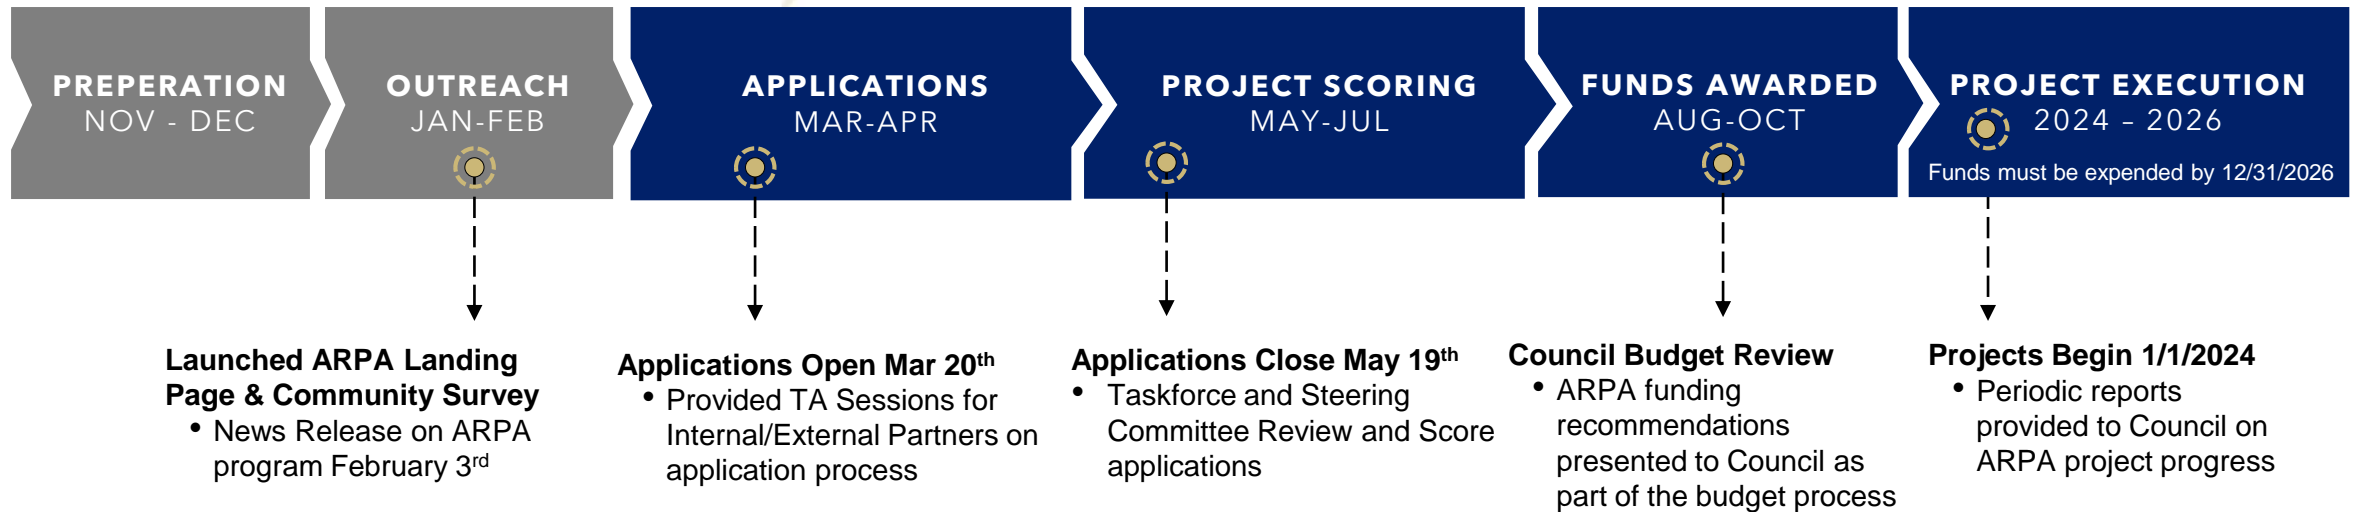 PREPERATION
NOV - DEC
OUTREACH
JAN-FEB
APPLICATIONS
MAR-APR
PROJECT SCORING
MAY-JUL
FUNDS AWARDED
AUG-OCT
PROJECT EXECUTION
2024 – 2026
Funds must be expended by 12/31/2026
Launched ARPA Landing
Page & Community Survey
• News Release on ARPA
program February 3rd
Applications Open Mar 20th
• Provided TA Sessions for
Internal/External Partners on
application process
Applications Close May 19th
• Taskforce and Steering
Committee Review and Score
applications
Council Budget Review
• ARPA funding
recommendations
presented to Council as
part of the budget process
Projects Begin 1/1/2024
• Periodic reports
provided to Council on
ARPA project progress